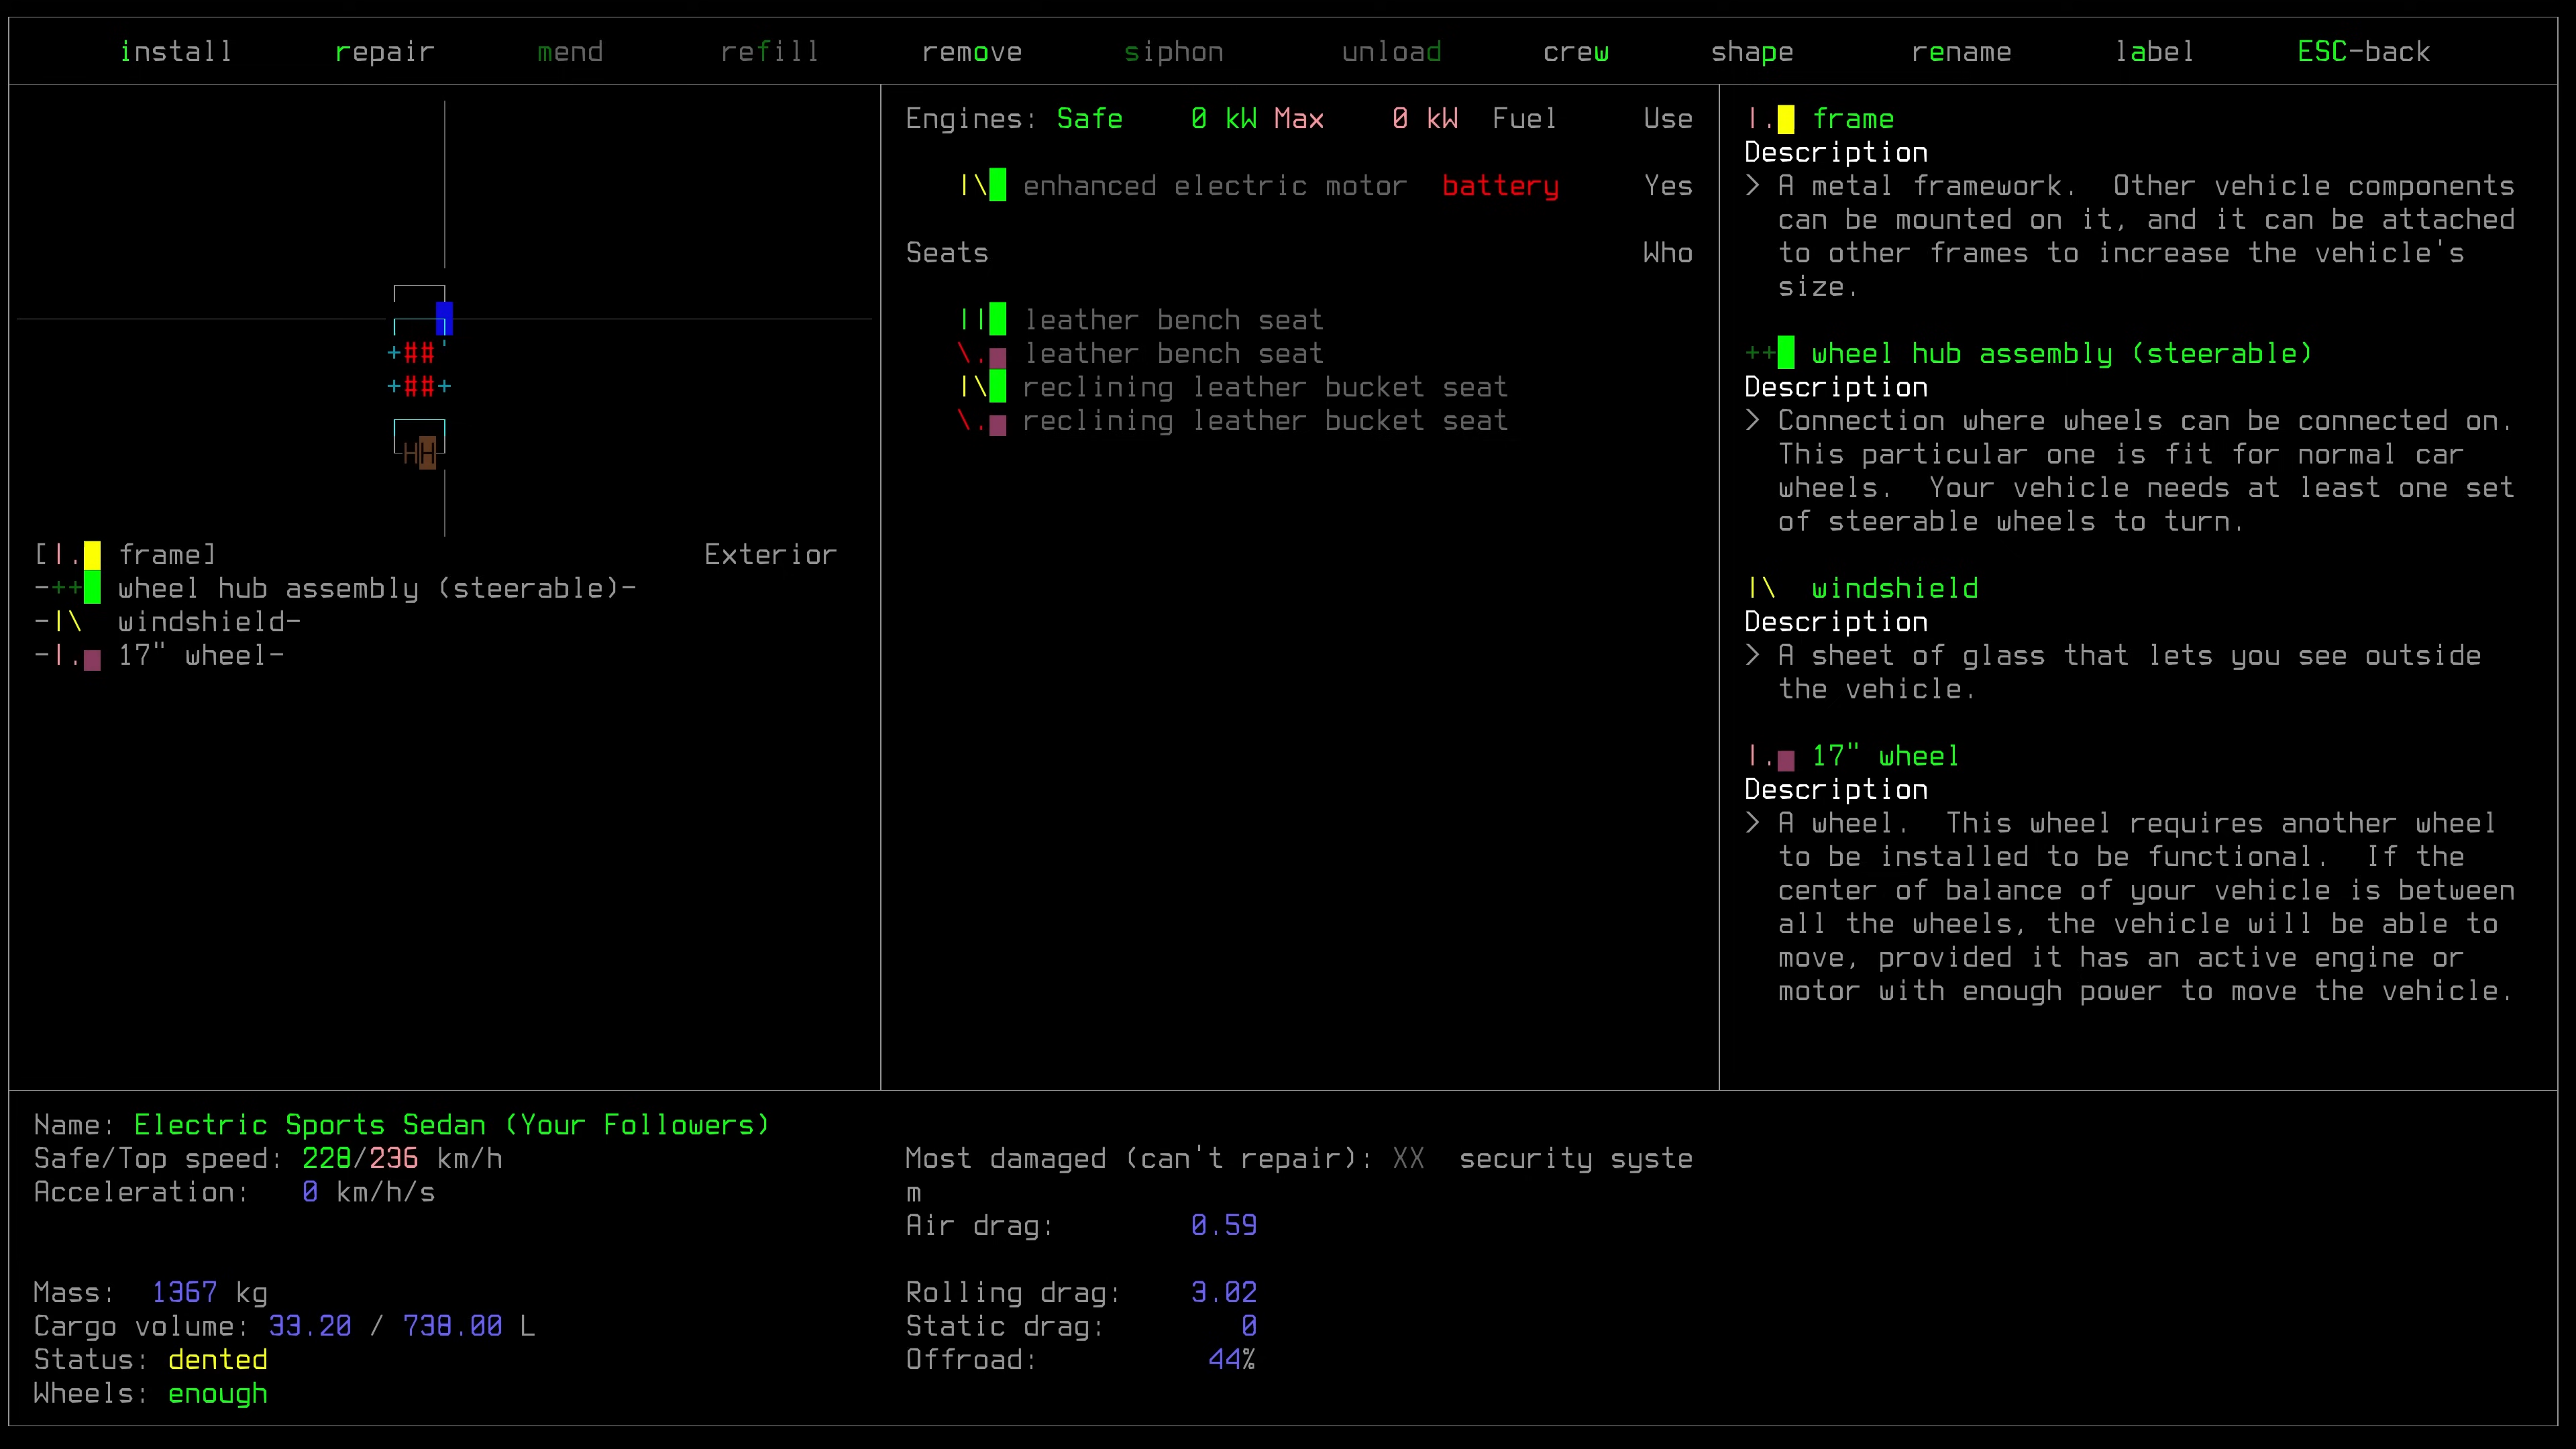 install repair mend refill remove siphon unload crew shape rename label ESC-back
+## '
+##+
HH
[|. frame] Exterior
-++ wheel hub assembly (steerable)-
-|\ windshield-
-|. 17" wheel-
Engines: Safe 0 kW Max 0 kW Fuel Use
|\ enhanced electric motor battery Yes
Seats Who
|| leather bench seat
\. leather bench seat
|\ reclining leather bucket seat
\. reclining leather bucket seat
|. frame
Description
> A metal framework. Other vehicle components
can be mounted on it, and it can be attached
to other frames to increase the vehicle's
size.
++ wheel hub assembly (steerable)
Description
> Connection where wheels can be connected on.
This particular one is fit for normal car
wheels. Your vehicle needs at least one set
of steerable wheels to turn.
|\ windshield
Description
> A sheet of glass that lets you see outside
the vehicle.
|. 17" wheel
Description
> A wheel. This wheel requires another wheel
to be installed to be functional. If the
center of balance of your vehicle is between
all the wheels, the vehicle will be able to
move, provided it has an active engine or
motor with enough power to move the vehicle.
Name: Electric Sports Sedan (Your Followers)
Safe/Top speed: 228/236 km/h
Acceleration: 0 km/h/s
Mass: 1367 kg
Cargo volume: 33.20 / 738.00 L
Status: dented
Wheels: enough
Most damaged (can't repair): XX security syste
m
Air drag: 0.59
Rolling drag: 3.02
Static drag: 0
Offroad: 44%